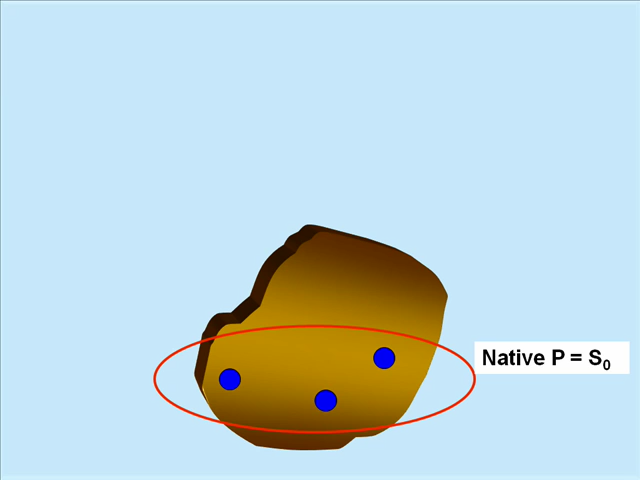 Native P = S₀